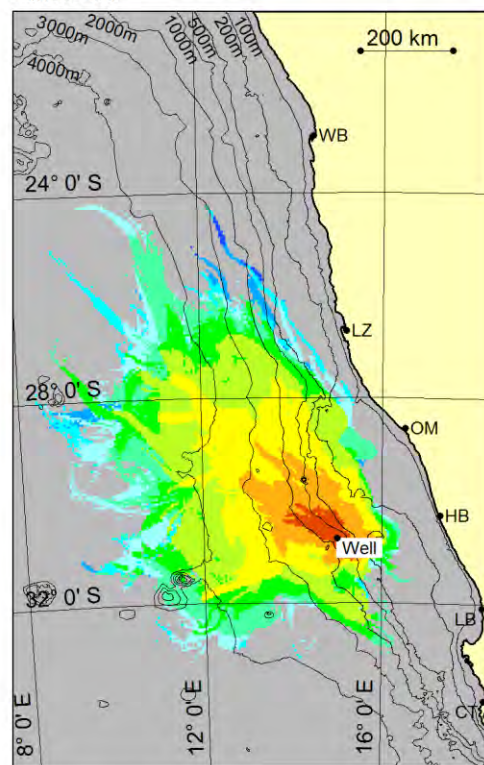 3000m
2000m
1000m
500m
200m
100m
4000m
200 km
WB
24° 0' S
LZ
28° 0' S
OM
HB
Well
32° 0' S
LB
CT
8° 0' E
12° 0' E
16° 0' E